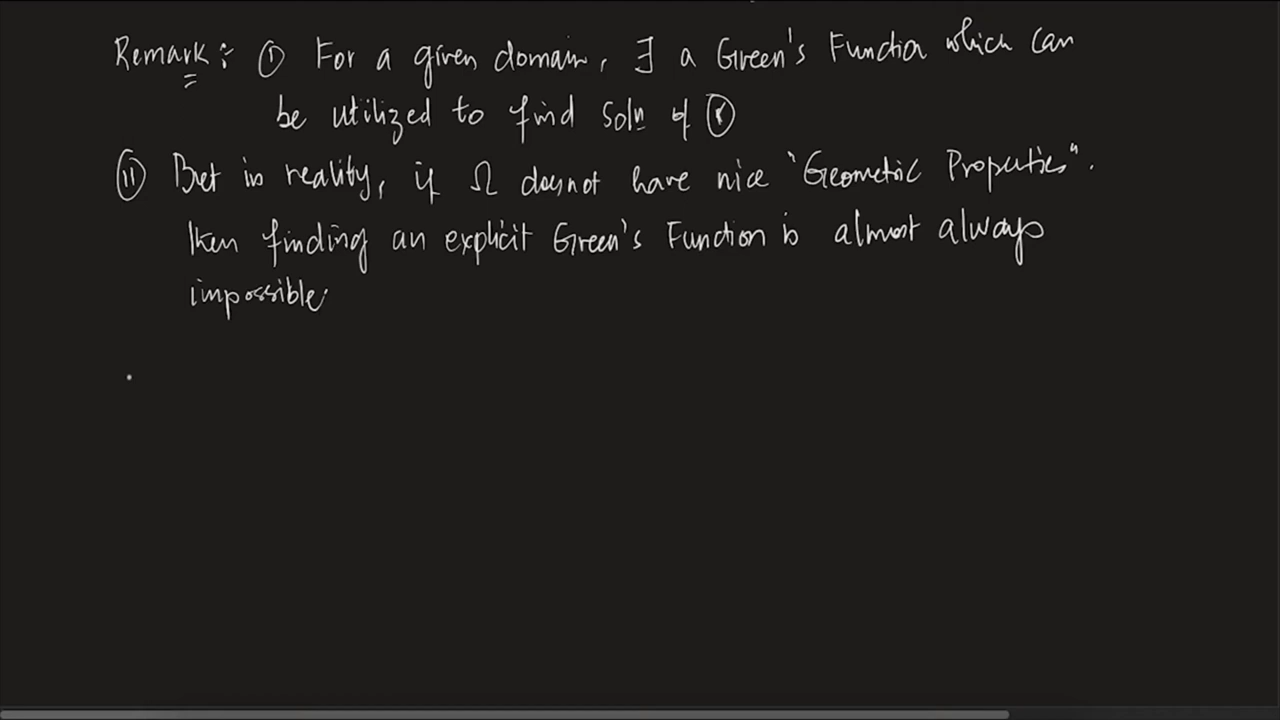 Remark: ① For a given domain, ∃ a Green's Function which can
be utilized to find Soln of ⊛
ⓘⓘ But in reality, if Ω doesnot have nice "Geometric Properties".
then finding an explicit Green's Function is almost always
impossible.